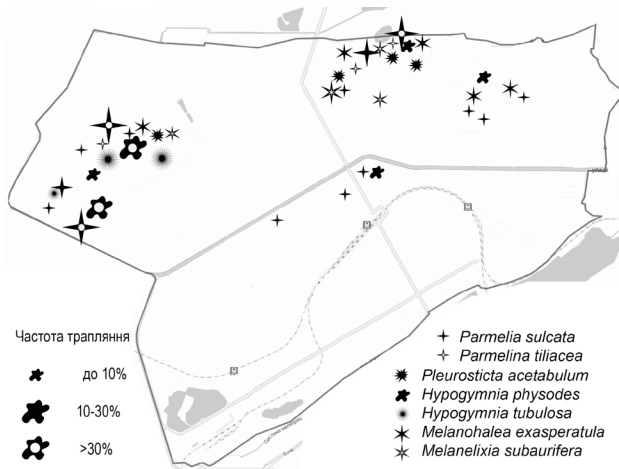 Частота трапляння
до 10%
10-30%
>30%
Parmelia sulcata
Parmelina tiliacea
Pleurosticta acetabulum
Hypogymnia physodes
Hypogymnia tubulosa
Melanohalea exasperatula
Melanelixia subaurifera